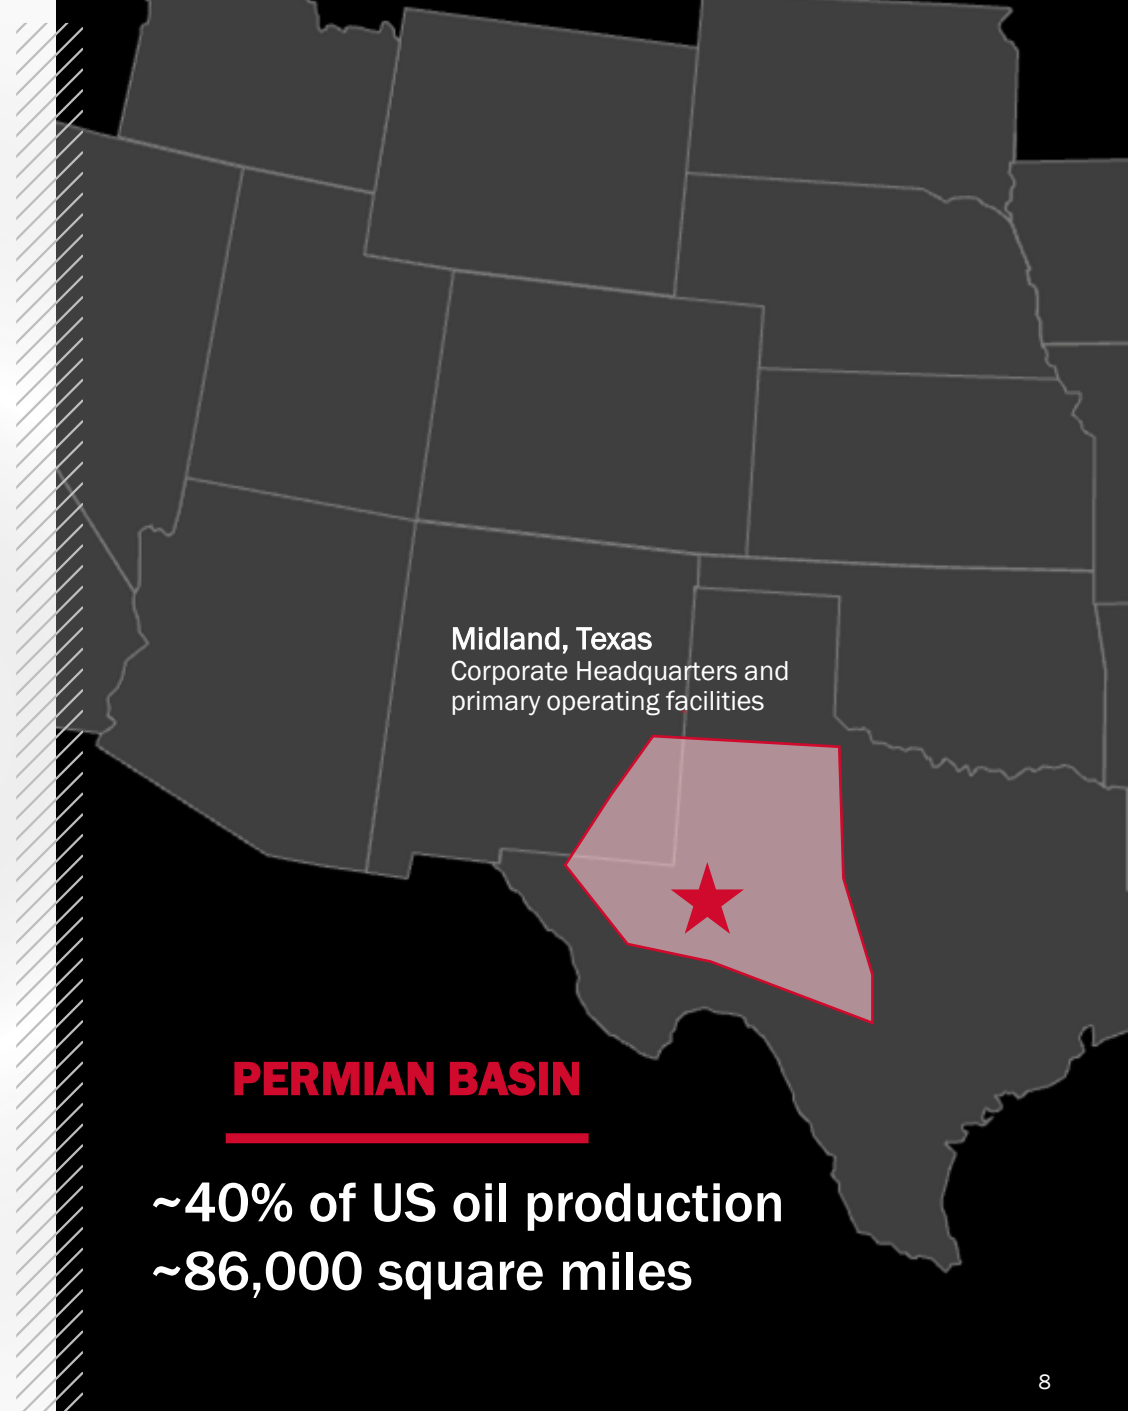 Midland, Texas
Corporate Headquarters and
primary operating facilities
PERMIAN BASIN
~40% of US oil production
~86,000 square miles
8